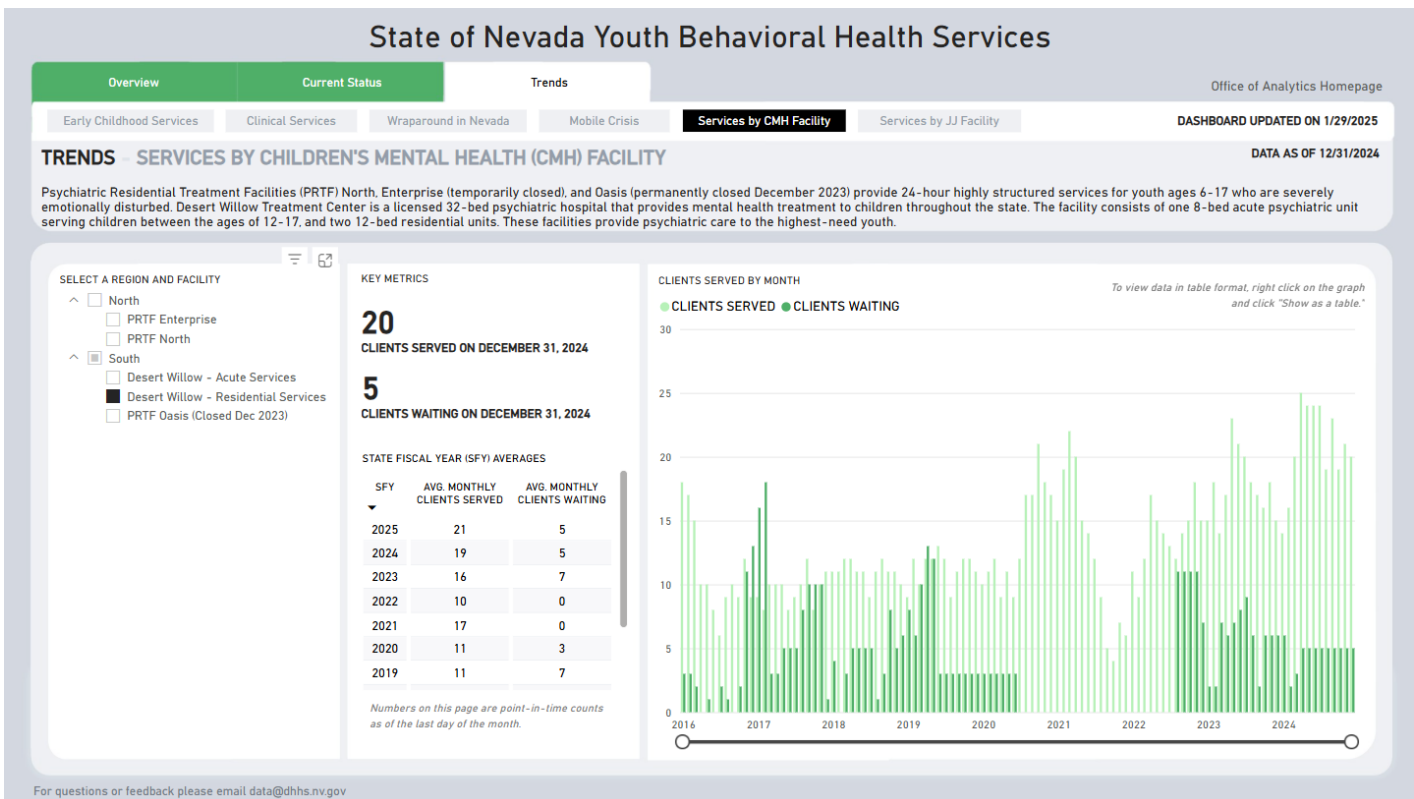 State of Nevada Youth Behavioral Health Services
Overview
Current Status
Trends
Office of Analytics Homepage
Early Childhood Services
Clinical Services
Wraparound in Nevada
Mobile Crisis
Services by CMH Facility
Services by JJ Facility
DASHBOARD UPDATED ON 1/29/2025
TRENDS - SERVICES BY CHILDREN'S MENTAL HEALTH (CMH) FACILITY
DATA AS OF 12/31/2024
Psychiatric Residential Treatment Facilities (PRTF) North, Enterprise (temporarily closed), and Oasis (permanently closed December 2023) provide 24-hour highly structured services for youth ages 6-17 who are severely
emotionally disturbed. Desert Willow Treatment Center is a licensed 32-bed psychiatric hospital that provides mental health treatment to children throughout the state. The facility consists of one 8-bed acute psychiatric unit
serving children between the ages of 12-17, and two 12-bed residential units. These facilities provide psychiatric care to the highest-need youth.
SELECT A REGION AND FACILITY
North
PRTF Enterprise
PRTF North
South
Desert Willow - Acute Services
Desert Willow - Residential Services
PRTF Oasis (Closed Dec 2023)
KEY METRICS
20
CLIENTS SERVED ON DECEMBER 31, 2024
5
CLIENTS WAITING ON DECEMBER 31, 2024
STATE FISCAL YEAR (SFY) AVERAGES
SFY AVG. MONTHLY CLIENTS SERVED AVG. MONTHLY CLIENTS WAITING
2025 21 5
2024 19 5
2023 16 7
2022 10 0
2021 17 0
2020 11 3
2019 11 7
Numbers on this page are point-in-time counts
as of the last day of the month.
CLIENTS SERVED BY MONTH
To view data in table format, right click on the graph
and click "Show as a table."
CLIENTS SERVED CLIENTS WAITING
30
25
20
15
10
5
0
2016 2017 2018 2019 2020 2021 2022 2023 2024
For questions or feedback please email data@dhhs.nv.gov